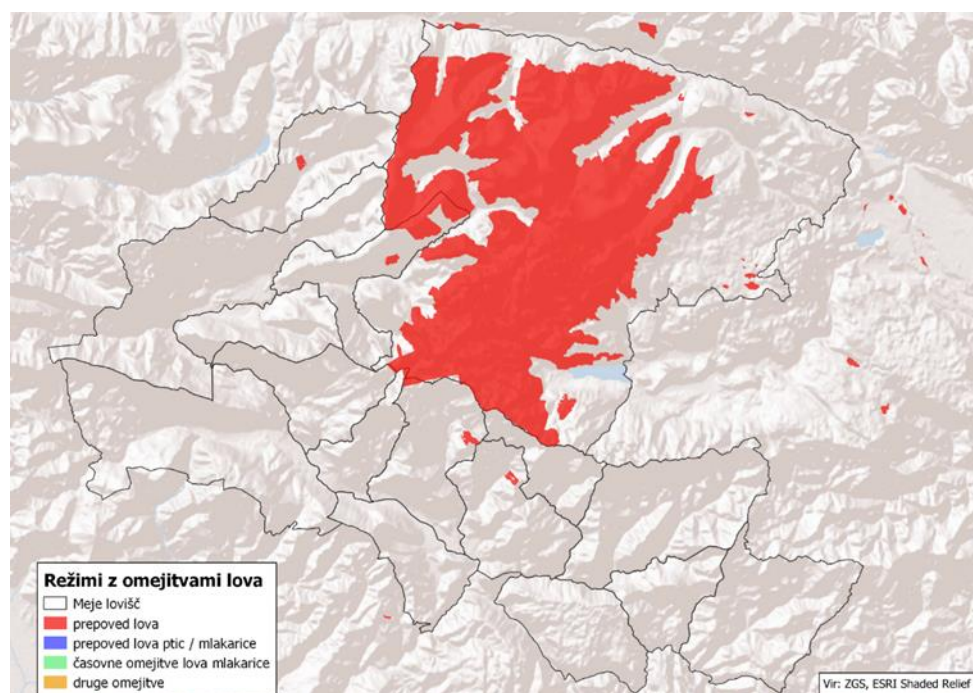 Režimi z omejitvami lova
Meje lovišč
prepoved lova
prepoved lova ptic / mlakarice
časovne omejitve lova mlakarice
druge omejitve
Vir: ZGS, ESRI Shaded Relief